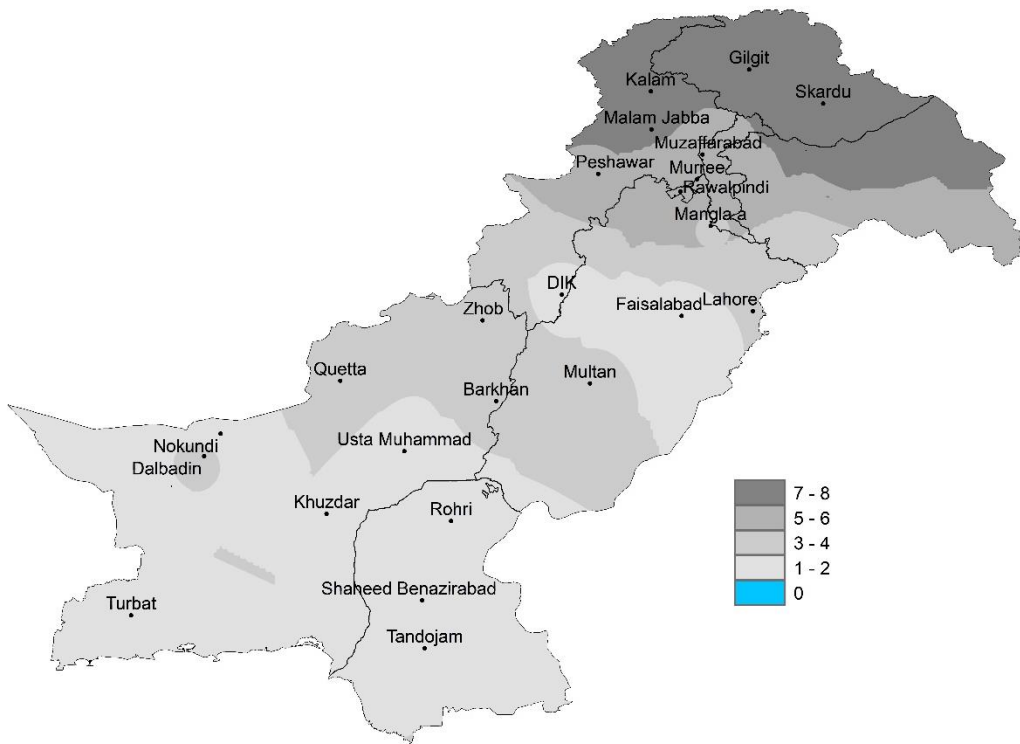 Gilgit
Kalam
Skardu
Malam Jabba
Muzaffarabad
Peshawar
Murree
Rawalpindi
Mangla a
DIK
Faisalabad
Lahore
Zhob
Quetta
Multan
Barkhan
Nokundi
Usta Muhammad
Dalbadin
Khuzdar
Rohri
Shaheed Benazirabad
Turbat
Tandojam
7 - 8
5 - 6
3 - 4
1 - 2
0